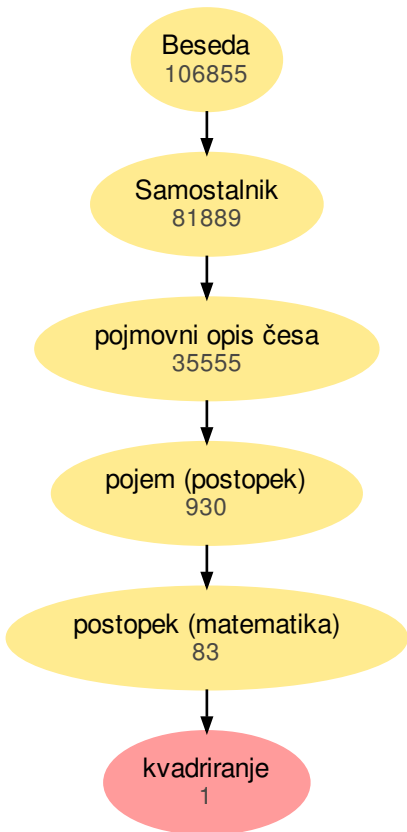 Beseda
106855
Samostalnik
81889
pojmovni opis česa
35555
pojem (postopek)
930
postopek (matematika)
83
kvadriranje
1